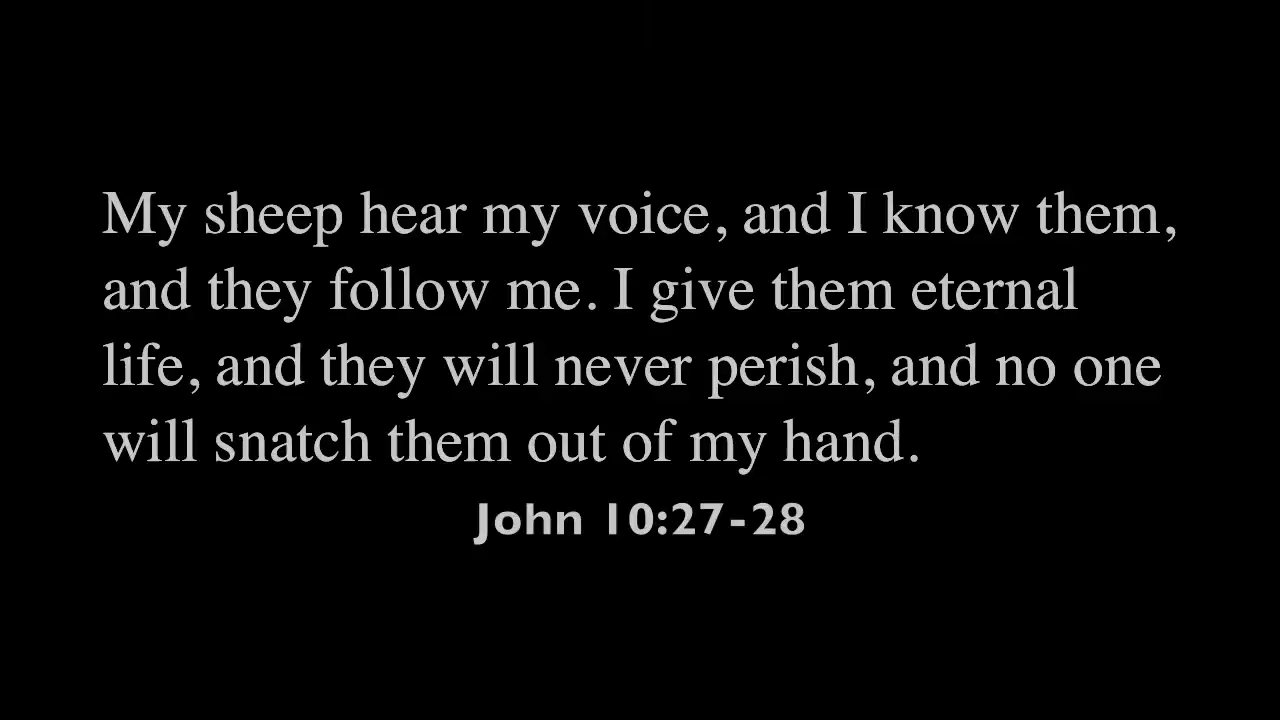 My sheep hear my voice, and I know them,
and they follow me. I give them eternal
life, and they will never perish, and no one
will snatch them out of my hand.
John 10:27-28